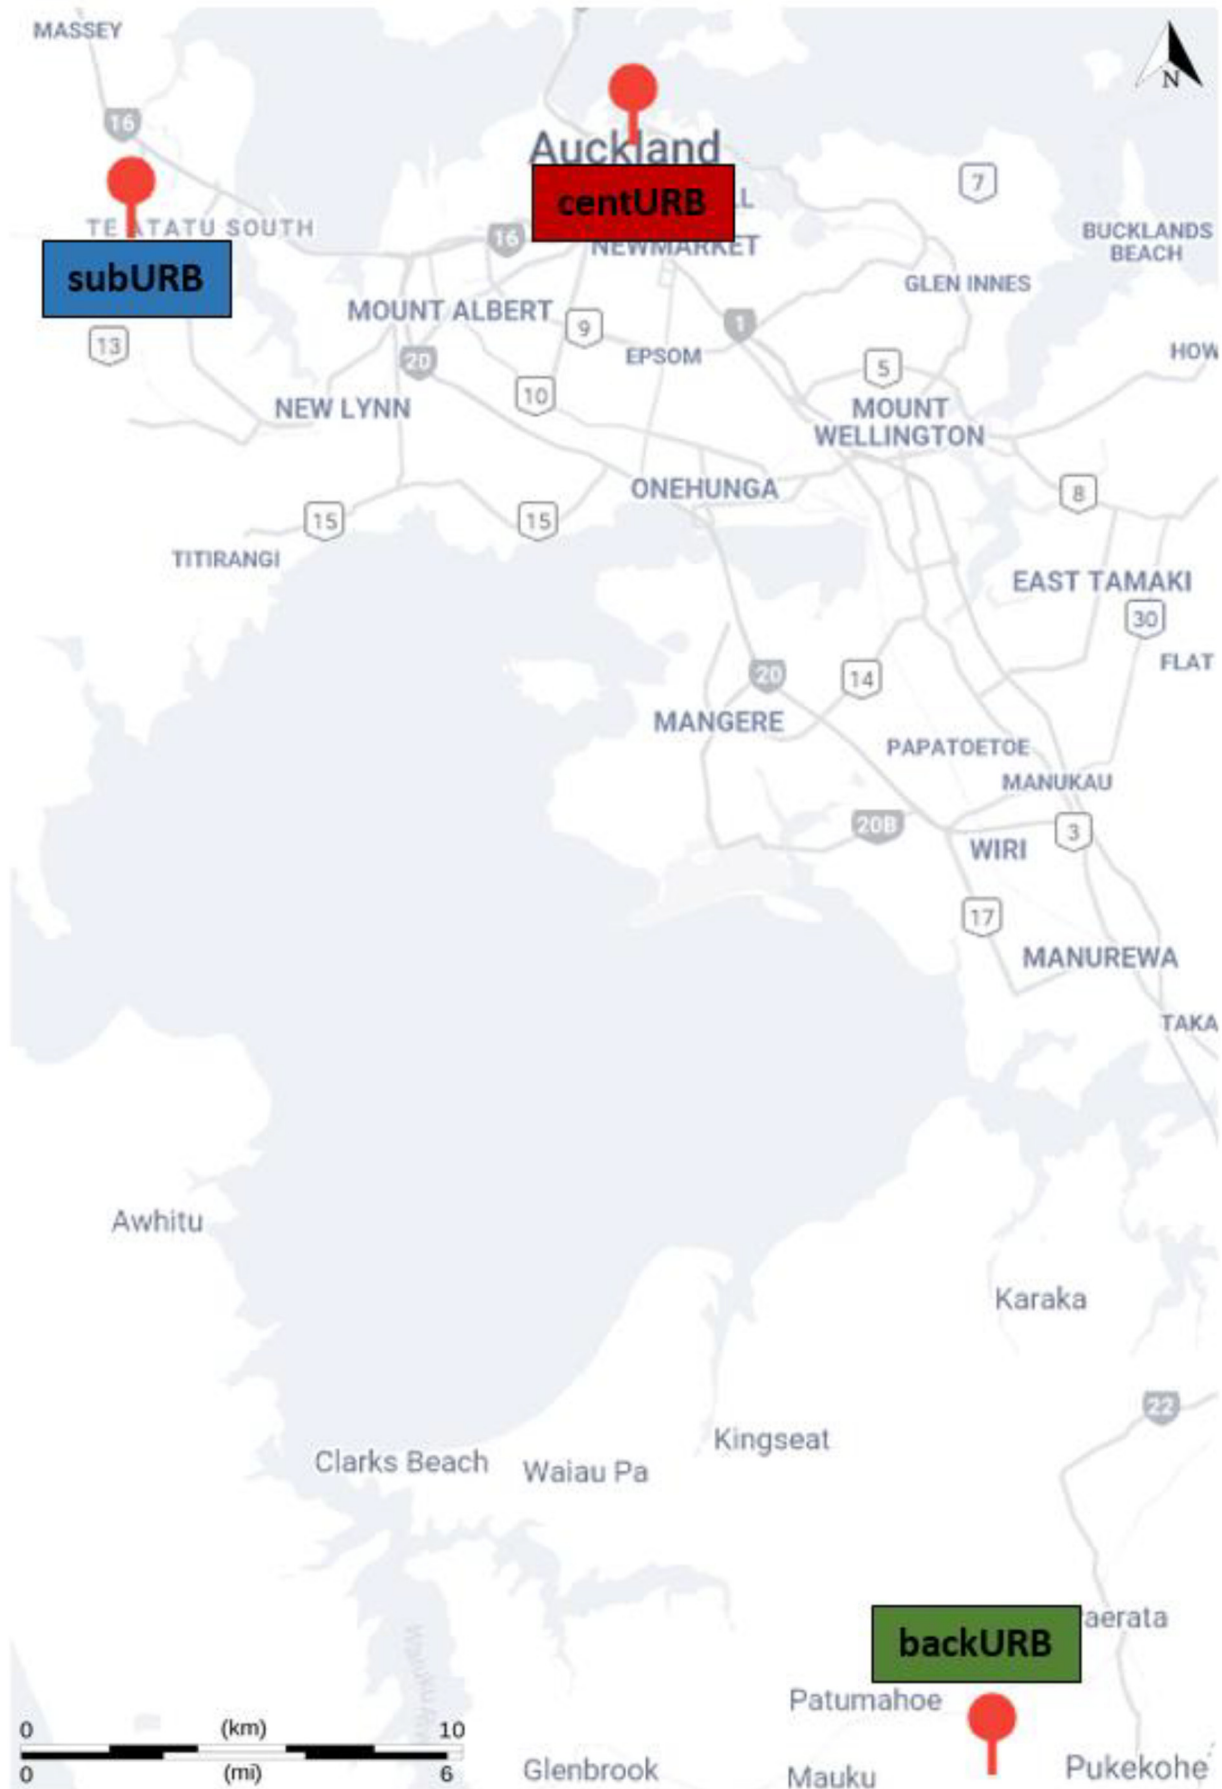 MASSEY
N
16
Auckland
7
TE ATATU SOUTH
centURB
LL
16
NEWMARKET
BUCKLANDS
BEACH
subURB
GLEN INNES
MOUNT ALBERT
9
1
13
EPSOM
HOW
20
5
10
NEW LYNN
MOUNT
WELLINGTON
ONEHUNGA
8
15
15
TITIRANGI
EAST TAMAKI
30
FLAT
20
14
MANGERE
PAPATOETOE
MANUKAU
20B
3
WIRI
17
MANUREWA
TAKA
Awhitu
Karaka
22
Kingseat
Clarks Beach
Waiau Pa
aerata
backURB
Patumahoe
0 (km) 10
0 (mi) 6
Glenbrook
Mauku
Pukekohe